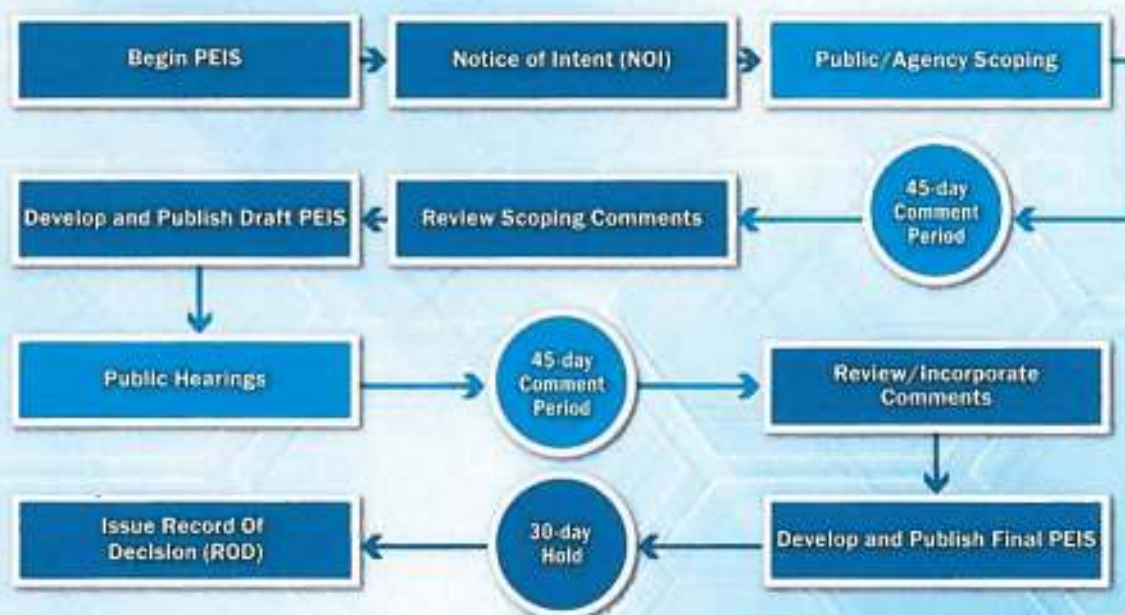 Begin PEIS
Notice of Intent (NOI)
Public/Agency Scoping
45-day
Comment
Period
Review Scoping Comments
Develop and Publish Draft PEIS
Public Hearings
45-day
Comment
Period
Review/Incorporate
Comments
Develop and Publish Final PEIS
30-day
Hold
Issue Record Of
Decision (ROD)